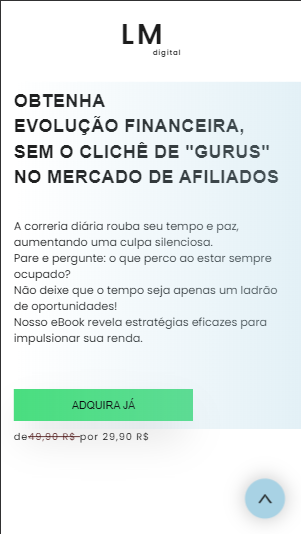 LM
digital
OBTENHA
EVOLUÇÃO FINANCEIRA,
SEM O CLICHÊ DE "GURUS"
NO MERCADO DE AFILIADOS
A correria diária rouba seu tempo e paz,
aumentando uma culpa silenciosa.
Pare e pergunte: o que perco ao estar sempre
ocupado?
Não deixe que o tempo seja apenas um ladrão
de oportunidades!
Nosso eBook revela estratégias eficazes para
impulsionar sua renda.
ADQUIRA JÁ
de 49,90 R$ por 29,90 R$